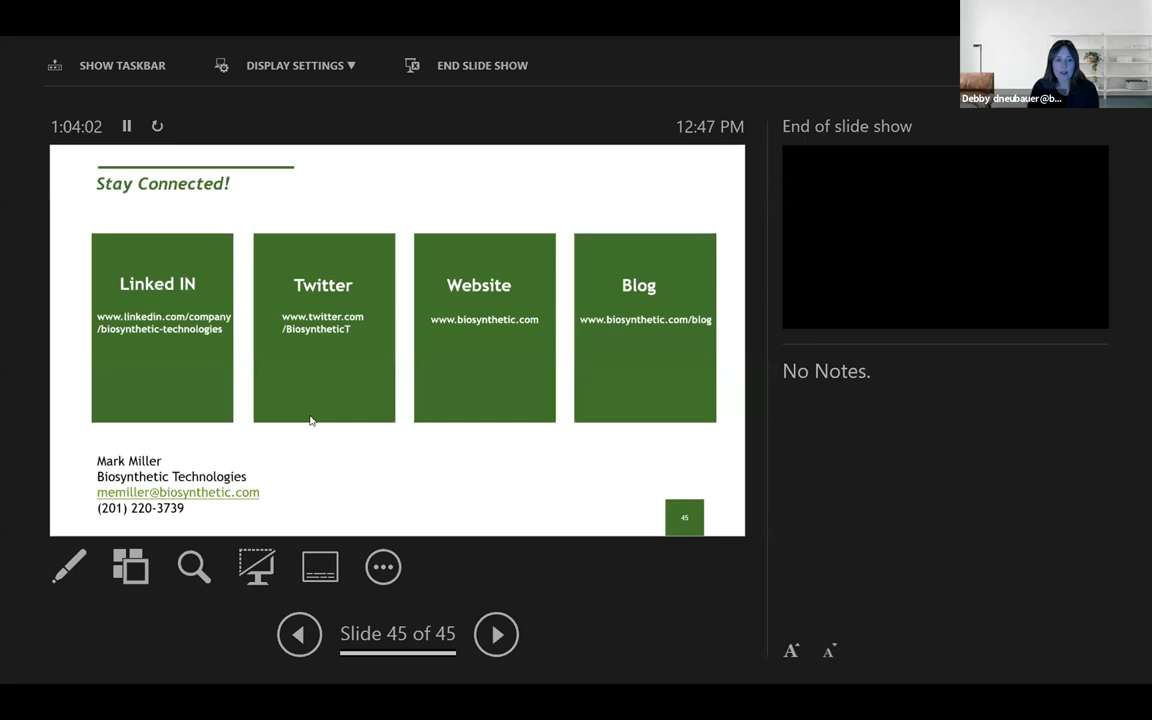 SHOW TASKBAR
DISPLAY SETTINGS ▼
END SLIDE SHOW
Debby dneubauer@b...
1:04:02
12:47 PM
End of slide show
Stay Connected!
Linked IN
www.linkedin.com/company
/biosynthetic-technologies
Twitter
www.twitter.com
/BiosyntheticT
Website
www.biosynthetic.com
Blog
www.biosynthetic.com/blog
No Notes.
Mark Miller
Biosynthetic Technologies
memiller@biosynthetic.com
(201) 220-3739
45
Slide 45 of 45
A
A